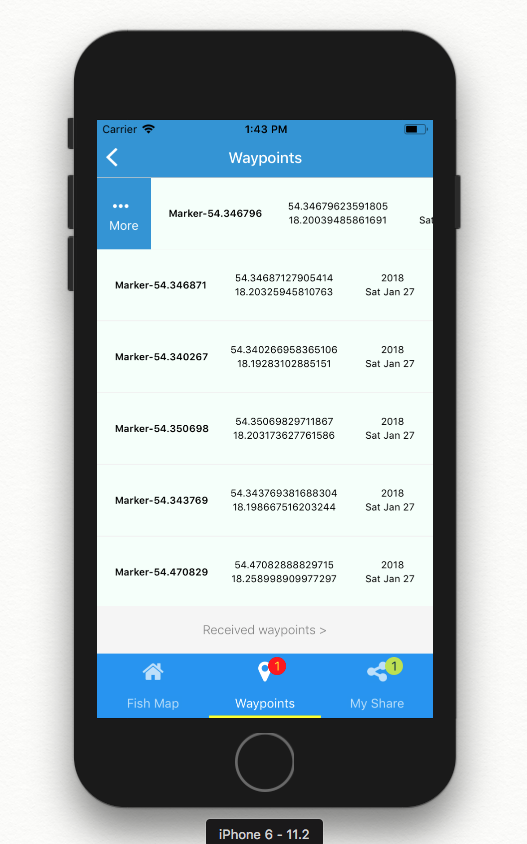 Carrier 1:43 PM
Waypoints
More
Marker-54.346796
54.34679623591805
18.20039485861691
Sat
Marker-54.346871
54.34687127905414
18.20325945810763
2018
Sat Jan 27
Marker-54.340267
54.340266958365106
18.19283102885151
2018
Sat Jan 27
Marker-54.350698
54.35069829711867
18.203173627761586
2018
Sat Jan 27
Marker-54.343769
54.343769381688304
18.198667516203244
2018
Sat Jan 27
Marker-54.470829
54.47082888829715
18.258998909977297
2018
Sat Jan 27
Received waypoints >
1 1
Fish Map Waypoints My Share
iPhone 6 - 11.2